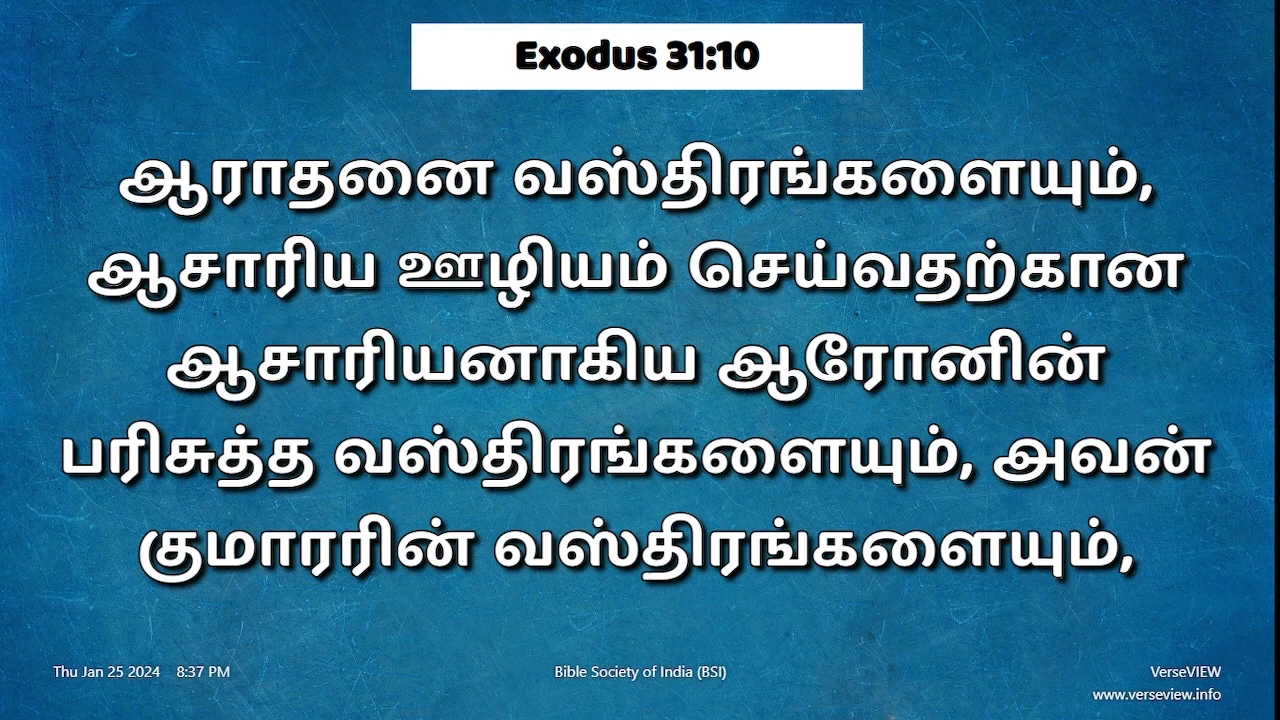 Exodus 31:10
ஆராதனை வஸ்திரங்களையும்,
ஆசாரிய ஊழியம் செய்வதற்கான
ஆசாரியனாகிய ஆரோனின்
பரிசுத்த வஸ்திரங்களையும், அவன்
குமாரரின் வஸ்திரங்களையும்,
Thu Jan 25 2024 8:37 PM
Bible Society of India (BSI)
VerseVIEW
www.verseview.info